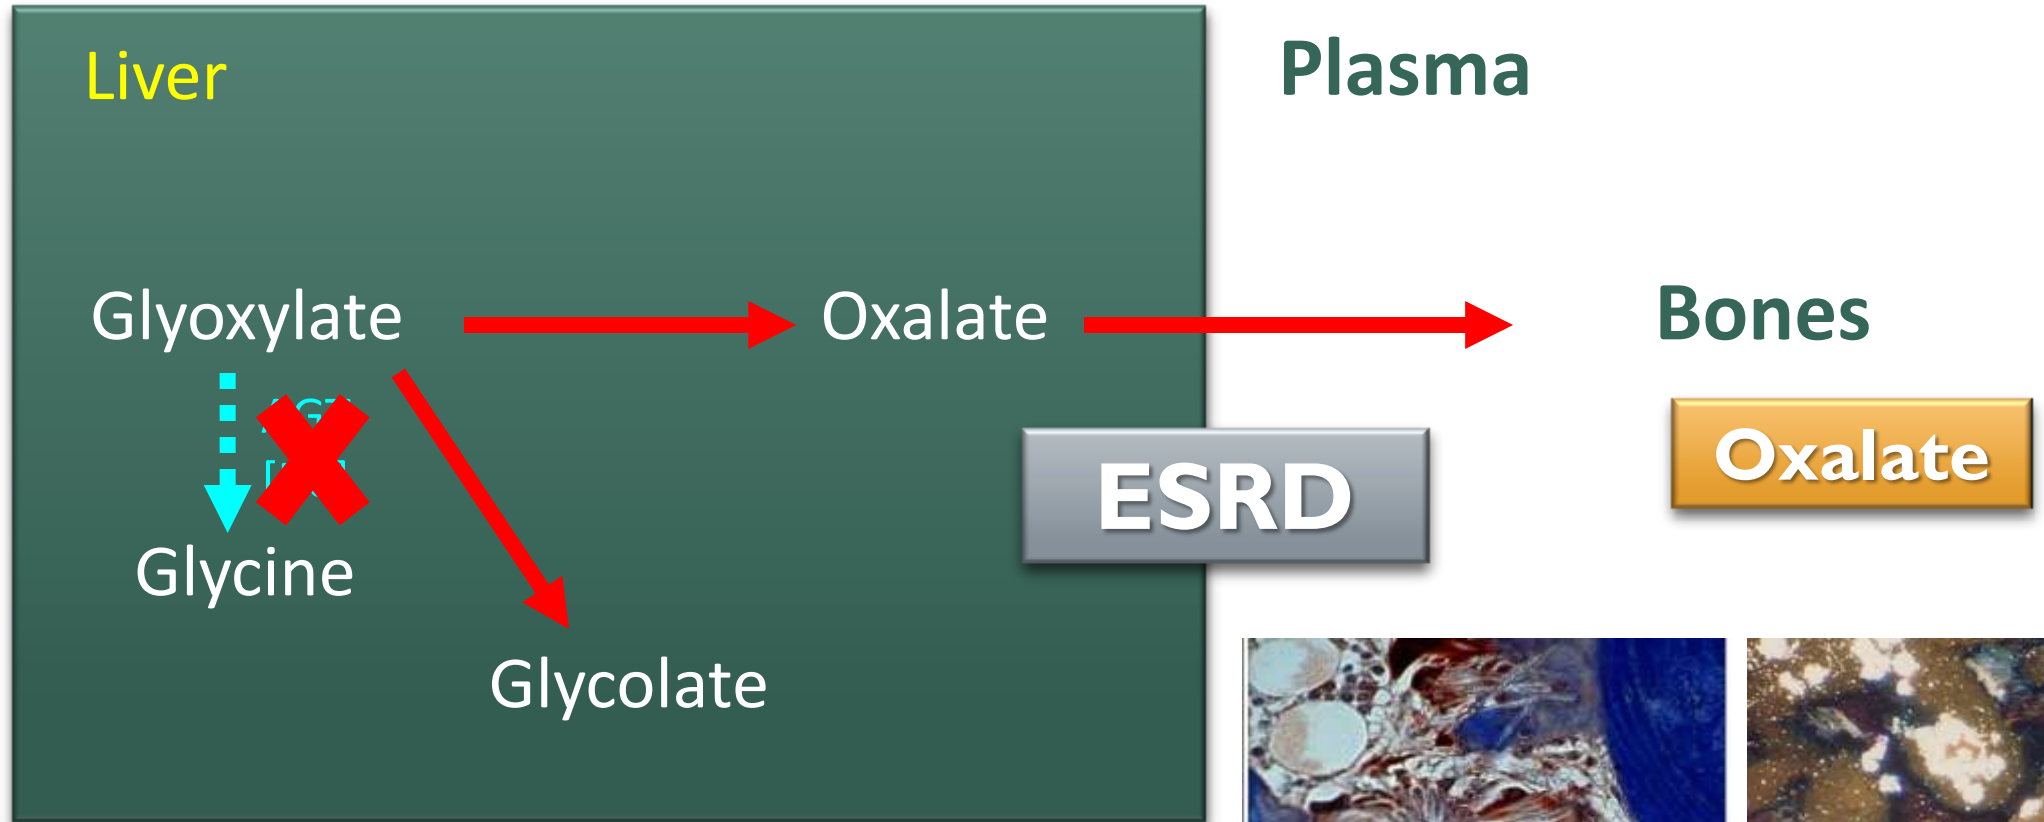 Liver
Plasma
Glyoxylate
Oxalate
Bones
Oxalate
ESRD
Glycine
Glycolate